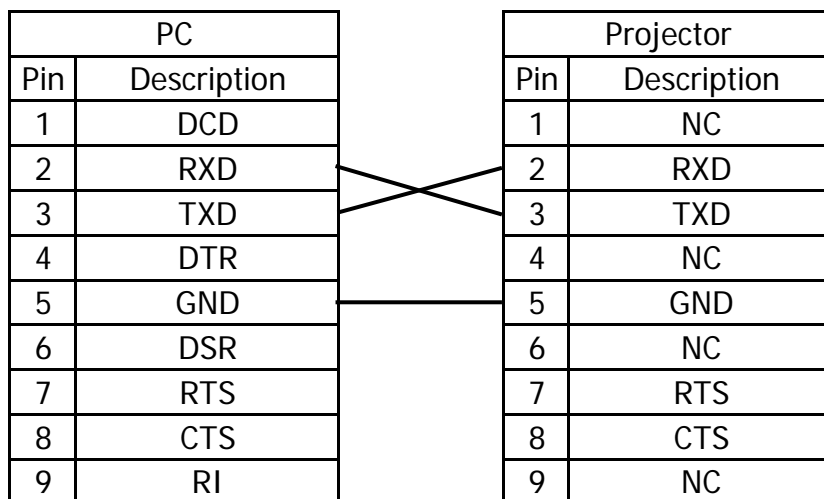 PC Projector
Pin Description Pin Description
1 DCD 1 NC
2 RXD 2 RXD
3 TXD 3 TXD
4 DTR 4 NC
5 GND 5 GND
6 DSR 6 NC
7 RTS 7 RTS
8 CTS 8 CTS
9 RI 9 NC